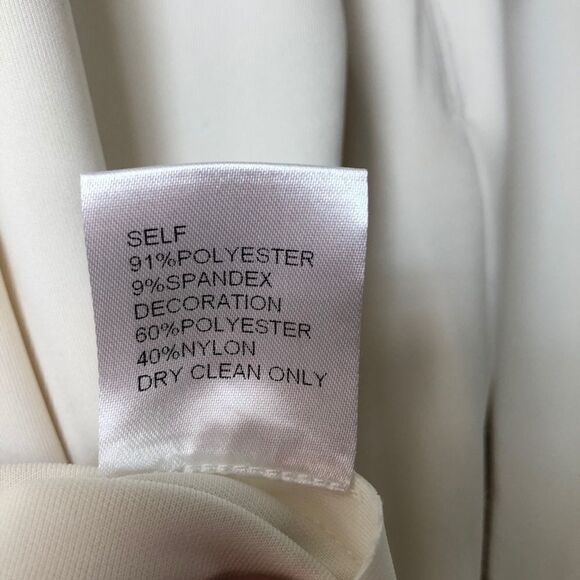 SELF
91%POLYESTER
9%SPANDEX
DECORATION
60%POLYESTER
40%NYLON
DRY CLEAN ONLY